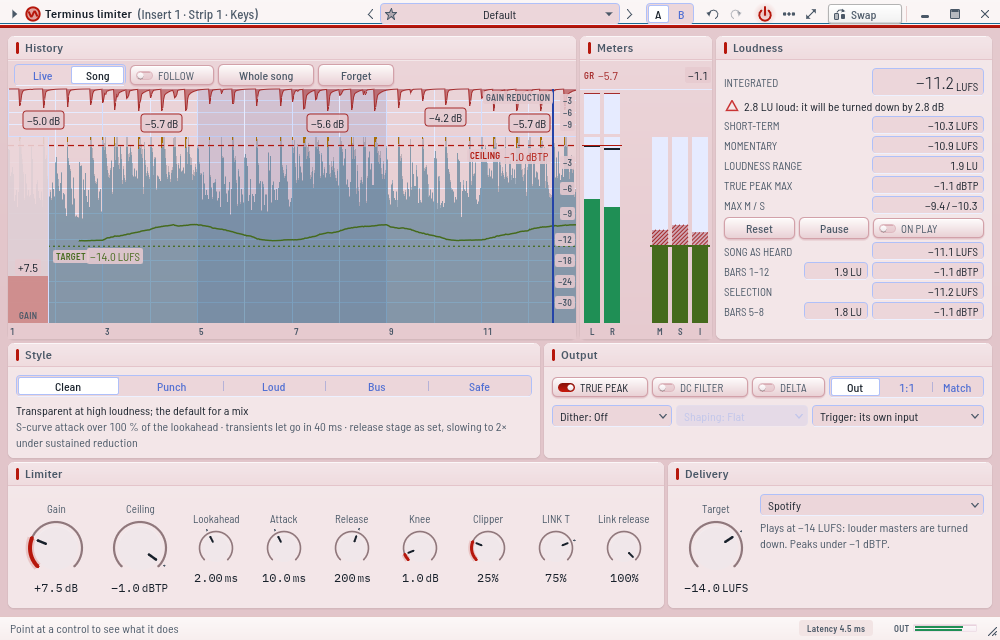 Terminus limiter (Insert 1 · Strip 1 · Keys)
Default
A B
Swap
History
Live Song FOLLOW Whole song Forget
GAIN REDUCTION
−5.0 dB
−5.7 dB
−5.6 dB
−4.2 dB
−5.7 dB
−3
−6
−9
CEILING −1.0 dBTP
−3
−6
−9
−12
−18
−24
−30
TARGET −14.0 LUFS
+7.5
GAIN
1 3 5 7 9 11
Meters
GR −5.7 −1.1
L R M S I
Loudness
INTEGRATED −11.2 LUFS
2.8 LU loud: it will be turned down by 2.8 dB
SHORT-TERM −10.3 LUFS
MOMENTARY −10.9 LUFS
LOUDNESS RANGE 1.9 LU
TRUE PEAK MAX −1.1 dBTP
MAX M / S −9.4 / −10.3
Reset Pause ON PLAY
SONG AS HEARD −11.1 LUFS
BARS 1–12 1.9 LU −1.1 dBTP
SELECTION −11.2 LUFS
BARS 5–8 1.8 LU −1.1 dBTP
Style
Clean Punch Loud Bus Safe
Transparent at high loudness; the default for a mix
S-curve attack over 100 % of the lookahead · transients let go in 40 ms · release stage as set, slowing to 2×
under sustained reduction
Output
TRUE PEAK DC FILTER DELTA Out 1:1 Match
Dither: Off Shaping: Flat Trigger: its own input
Limiter
Gain Ceiling Lookahead Attack Release Knee Clipper LINK T Link release
+7.5 dB −1.0 dBTP 2.00 ms 10.0 ms 200 ms 1.0 dB 25% 75% 100%
Delivery
Target
−14.0 LUFS
Spotify
Plays at −14 LUFS: louder masters are turned
down. Peaks under −1 dBTP.
Point at a control to see what it does
Latency 4.5 ms OUT